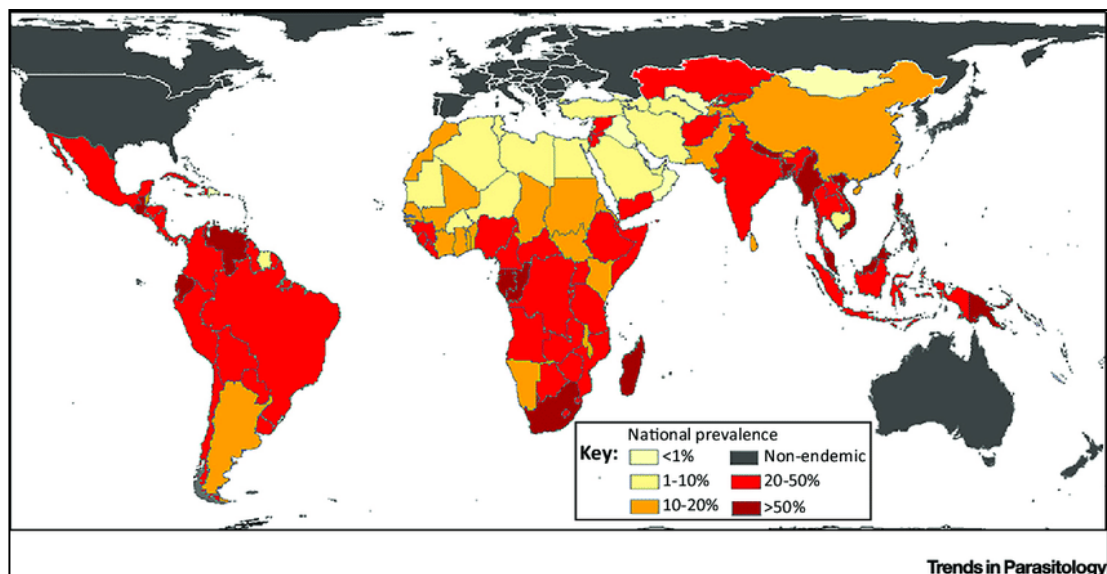 National prevalence
Key:
<1% Non-endemic
1-10% 20-50%
10-20% >50%
Trends in Parasitology